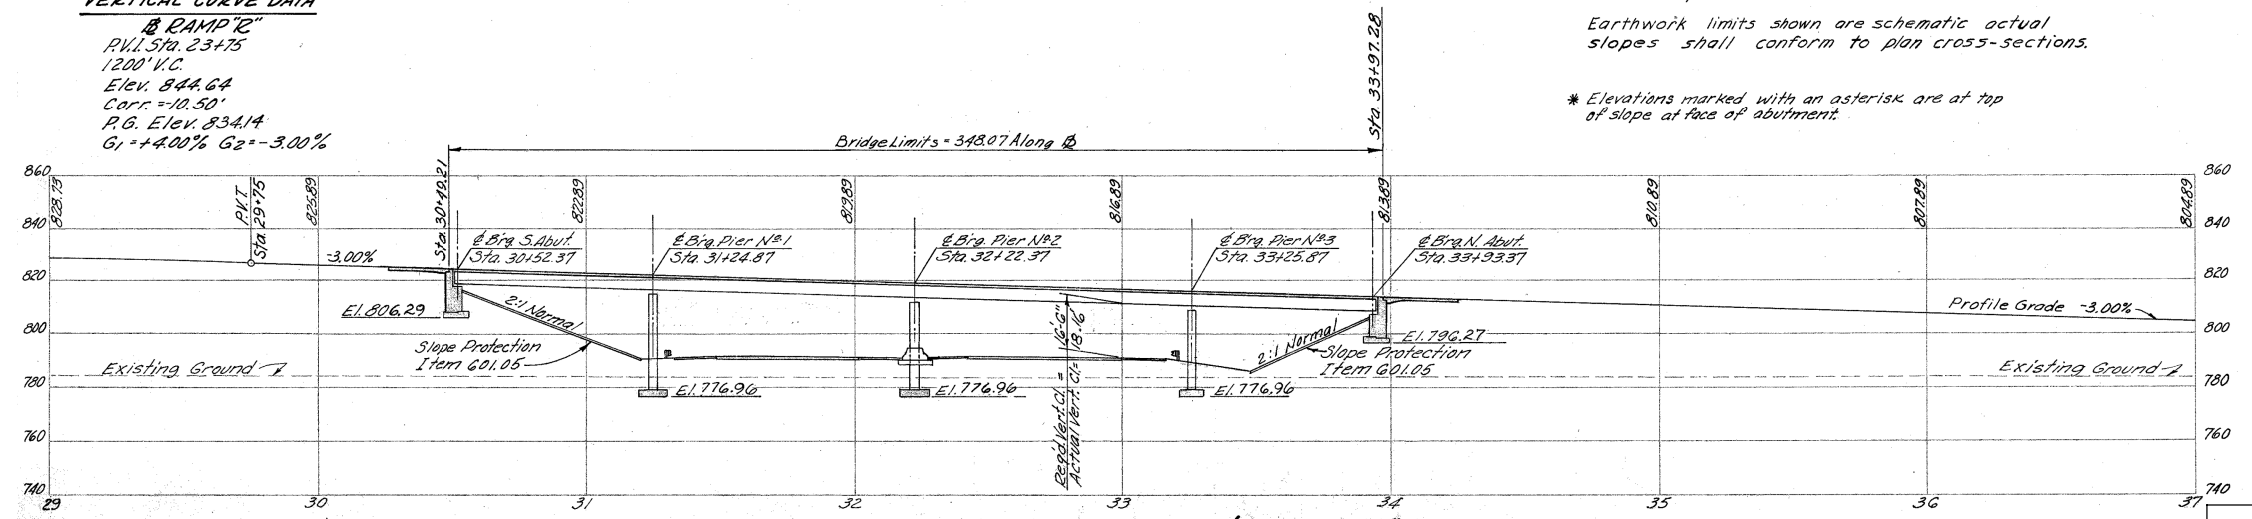 VERTICAL CURVE DATA
℄ RAMP "R"
P.V.I. Sta. 23+75
1200' V.C.
Elev. 844.64
Corr. = -10.50'
P.G. Elev. 834.14
G1 = +4.00% G2 = -3.00%
Sta. 33+97.28
Earthwork limits shown are schematic actual
slopes shall conform to plan cross-sections.
* Elevations marked with an asterisk are at top
of slope at face of abutment.
Bridge Limits = 348.07 Along ℄
860
828.73
P.V.T.
Sta. 29+75
825.89
Sta. 30+49.21
822.89
819.89
816.89
813.89
810.89
807.89
804.89
860
840
840
-3.00%
℄ Brg. S. Abut.
Sta. 30+52.37
℄ Brg. Pier Nº 1
Sta. 31+24.87
℄ Brg. Pier Nº 2
Sta. 32+22.37
℄ Brg. Pier Nº 3
Sta. 33+25.87
℄ Brg. N. Abut.
Sta. 33+93.37
820
820
El. 806.29
2:1 Normal
Profile Grade -3.00%
800
800
Slope Protection
Item 601.05
Req'd. Vert. Cl. = 16'-6"
Actual Vert. Cl. = 18.16'
2:1 Normal
El. 796.27
Slope Protection
Item 601.05
Existing Ground
Existing Ground
780
780
El. 776.96
El. 776.96
El. 776.96
760
760
740
740
29
30
31
32
33
34
35
36
37